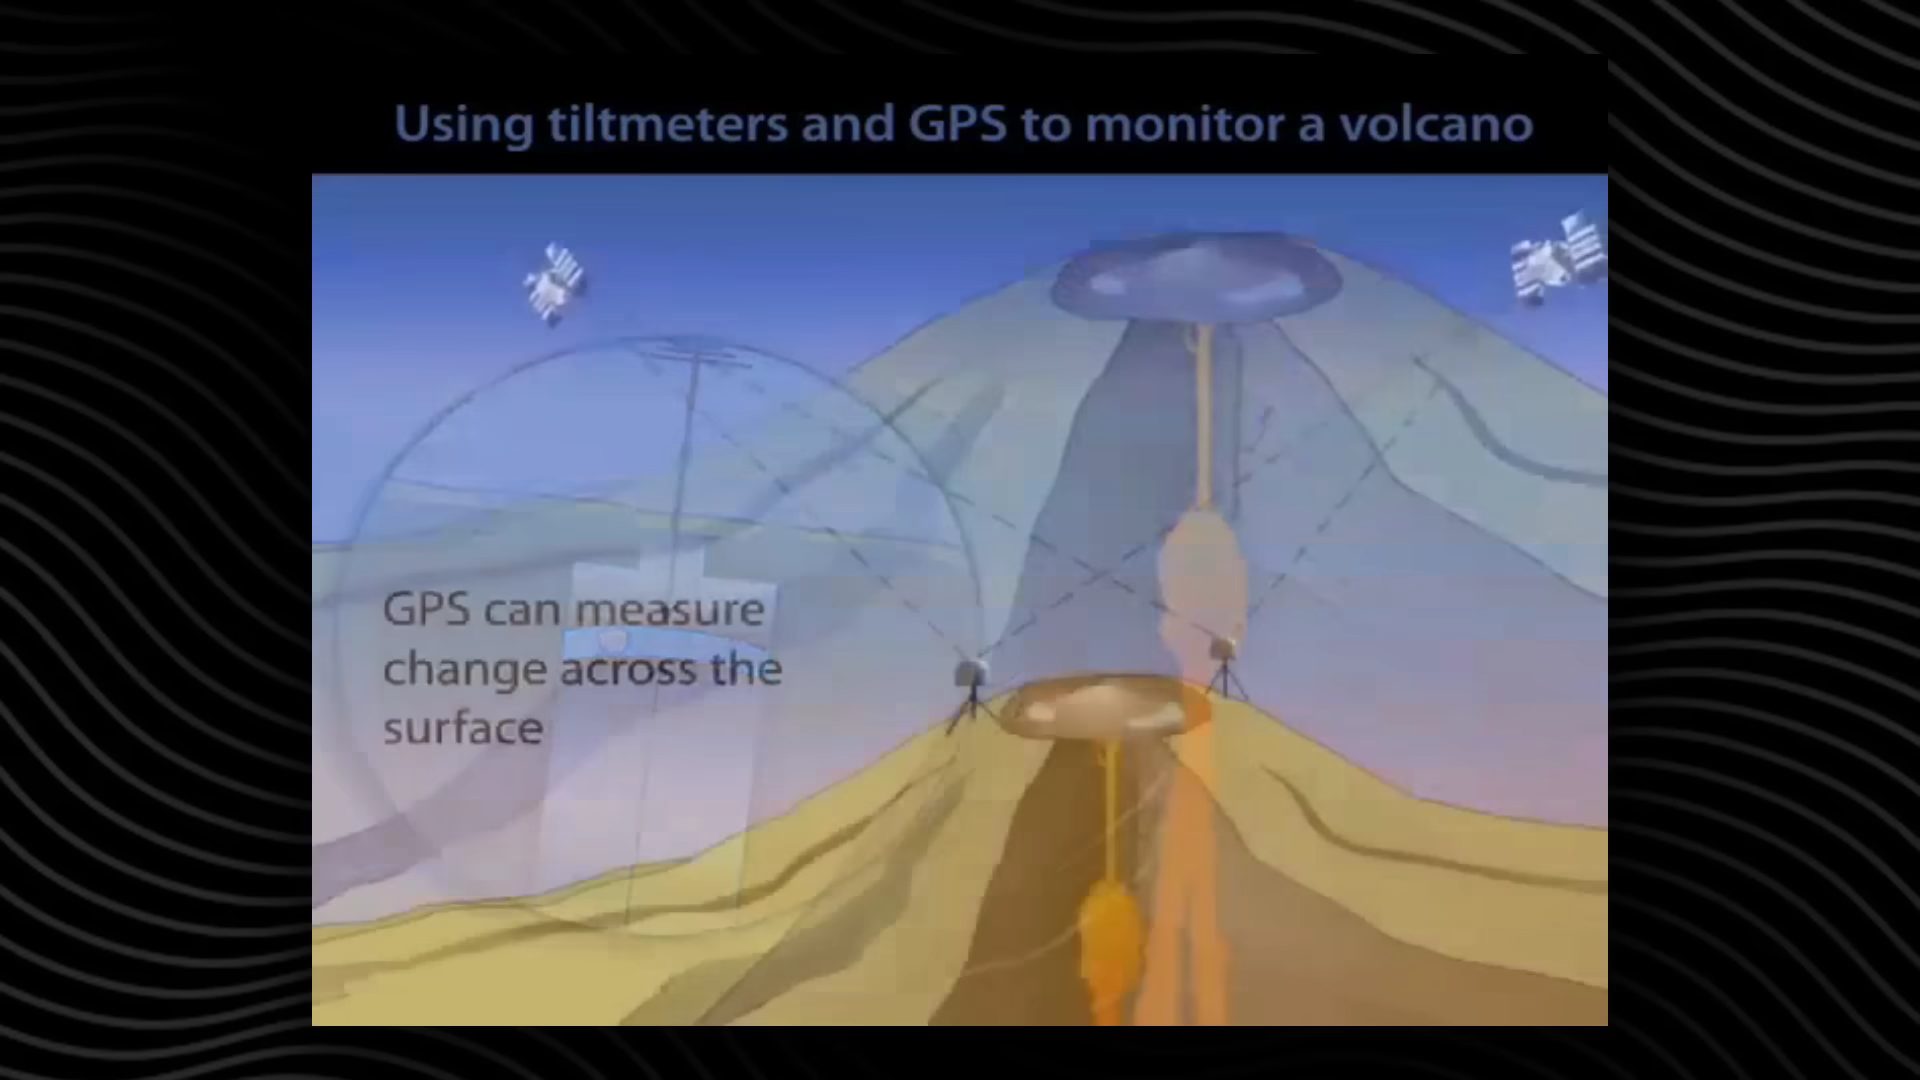 Using tiltmeters and GPS to monitor a volcano
GPS can measure
change across the
surface